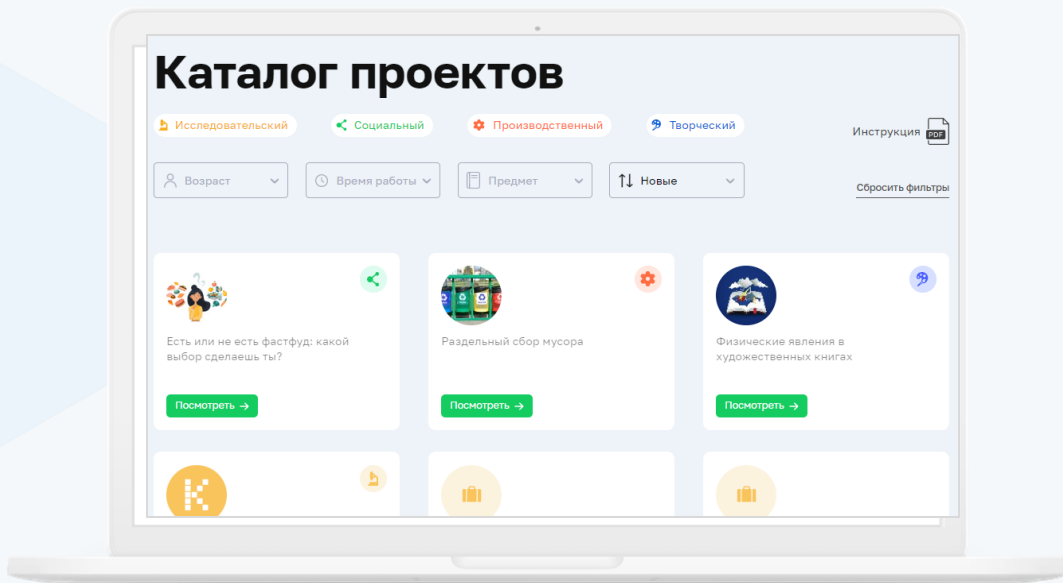 Каталог проектов
Исследовательский
Социальный
Производственный
Творческий
Инструкция
PDF
Возраст
Время работы
Предмет
Новые
Сбросить фильтры
Есть или не есть фастфуд: какой
выбор сделаешь ты?
Посмотреть →
Раздельный сбор мусора
Посмотреть →
Физические явления в
художественных книгах
Посмотреть →
K